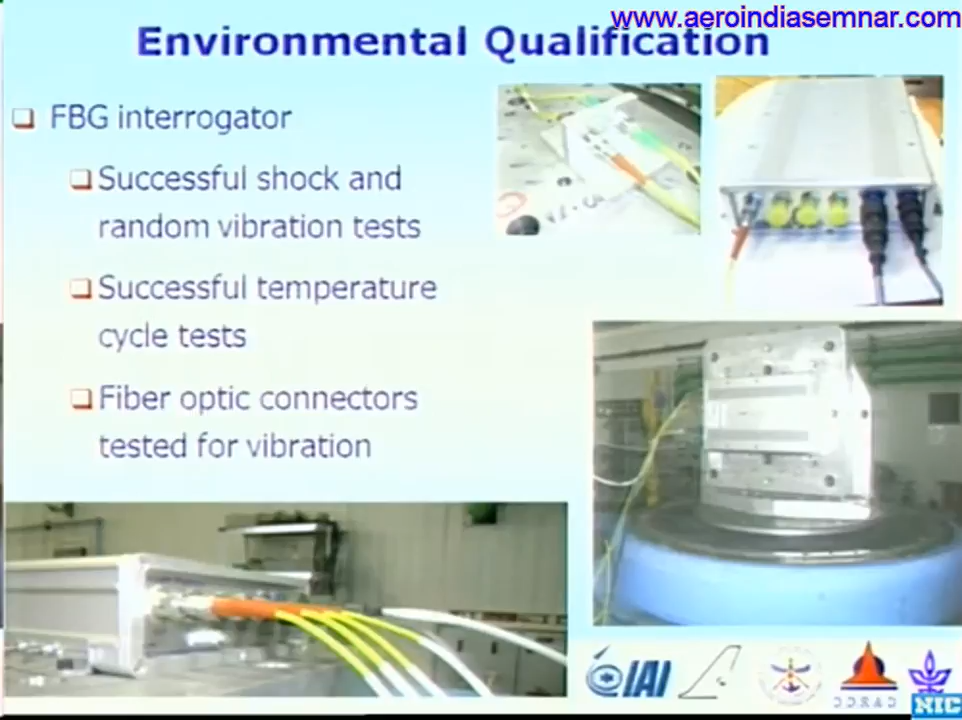 www.aeroindiasemnar.com
Environmental Qualification
FBG interrogator
Successful shock and
random vibration tests
Successful temperature
cycle tests
Fiber optic connectors
tested for vibration
IAI
NIC